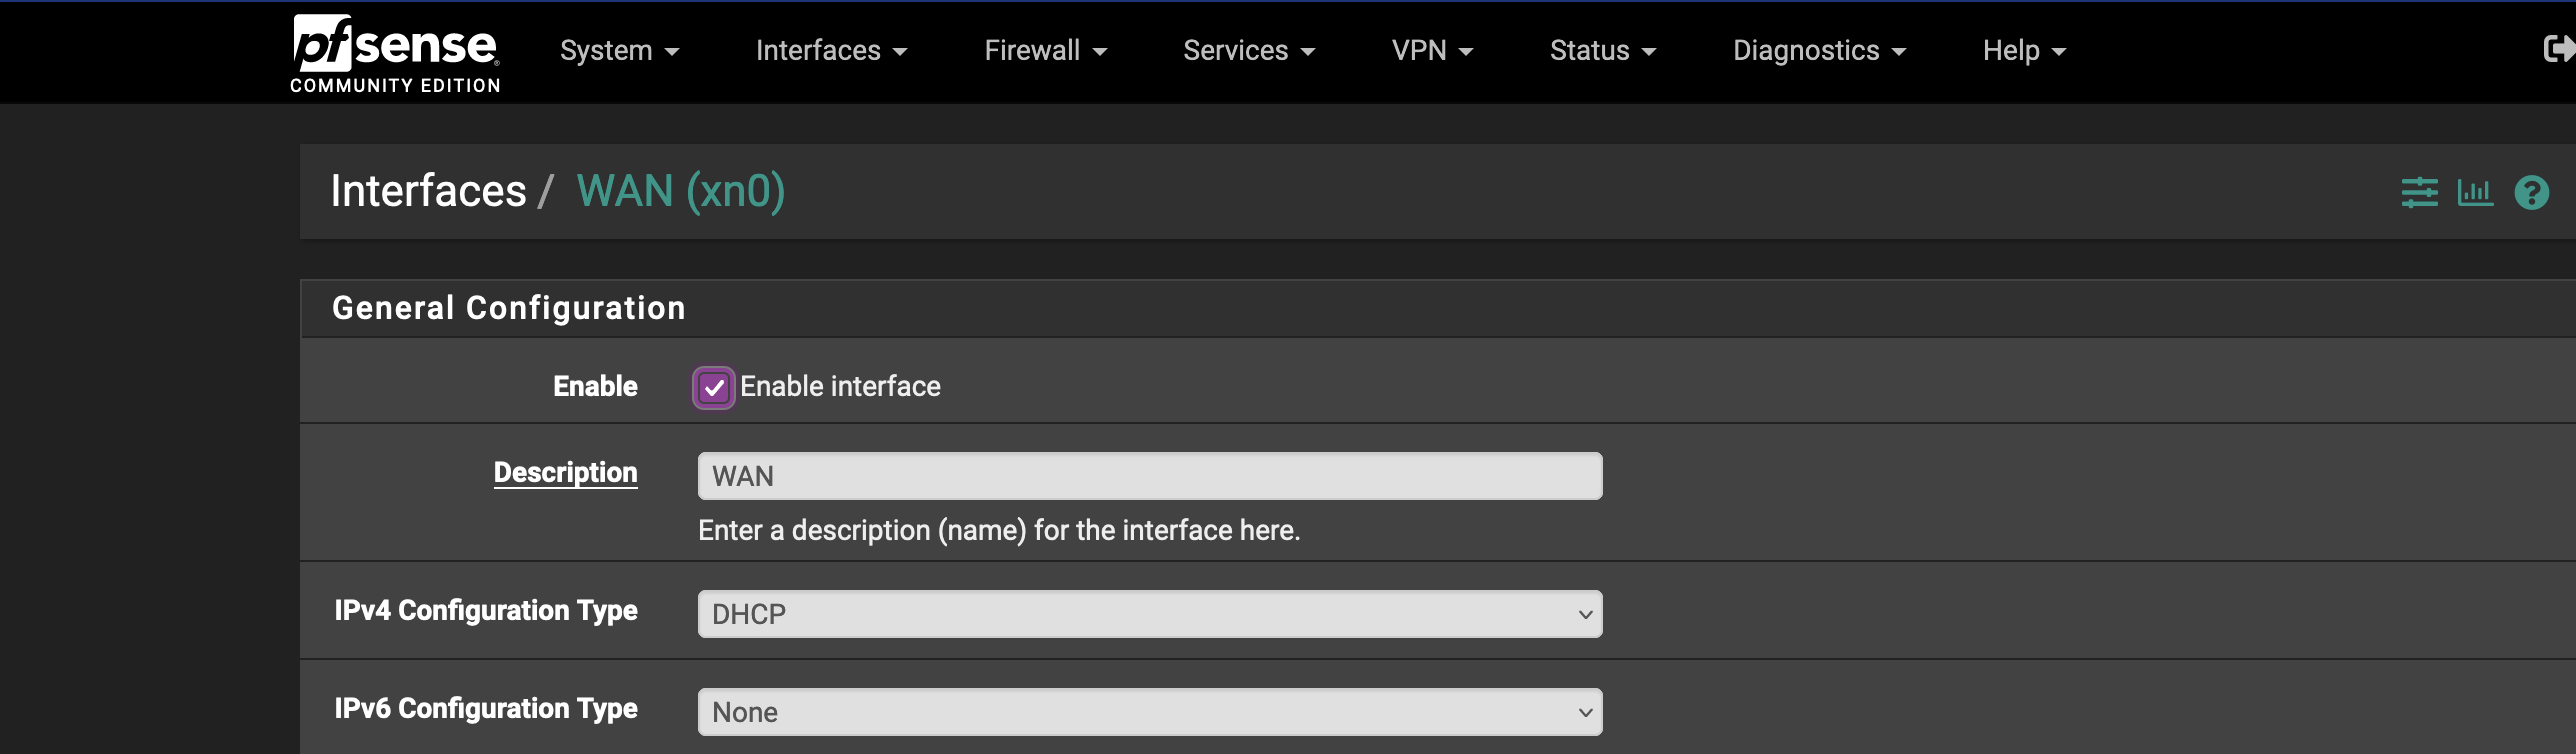 pfsense
COMMUNITY EDITION
System Interfaces Firewall Services VPN Status Diagnostics Help
Interfaces / WAN (xn0)
General Configuration
Enable Enable interface
Description WAN
Enter a description (name) for the interface here.
IPv4 Configuration Type DHCP
IPv6 Configuration Type None